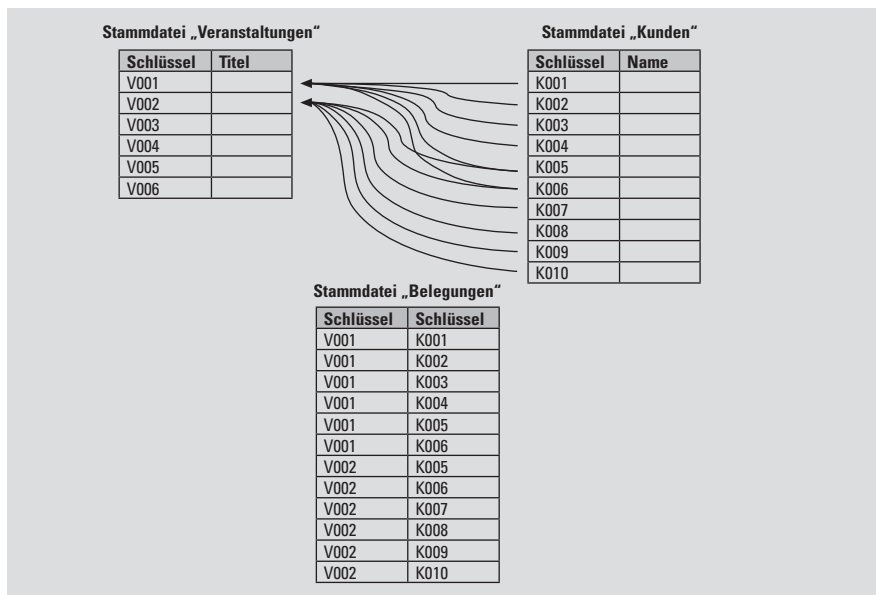 Stammdatei „Veranstaltungen“
Schlüssel Titel
V001
V002
V003
V004
V005
V006
Stammdatei „Kunden“
Schlüssel Name
K001
K002
K003
K004
K005
K006
K007
K008
K009
K010
Stammdatei „Belegungen“
Schlüssel Schlüssel
V001 K001
V001 K002
V001 K003
V001 K004
V001 K005
V001 K006
V002 K005
V002 K006
V002 K007
V002 K008
V002 K009
V002 K010